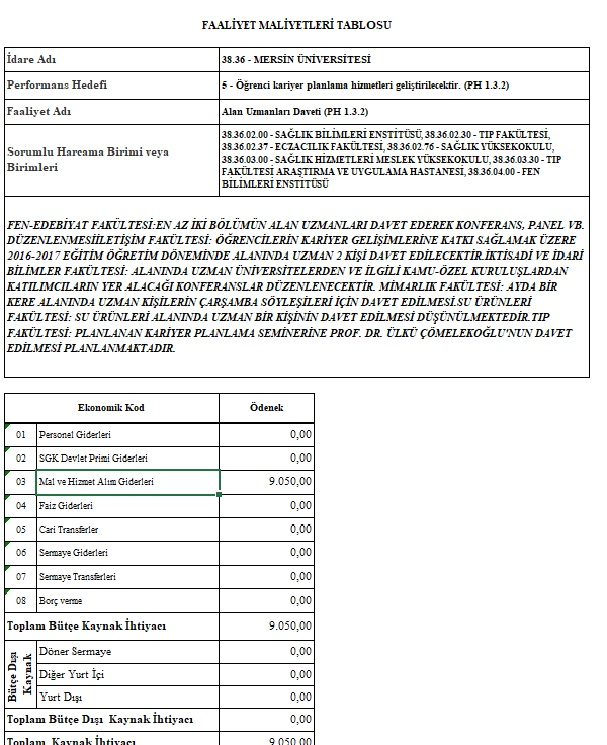 FAALİYET MALİYETLERİ TABLOSU
İdare Adı 38.36 - MERSİN ÜNİVERSİTESİ
Performans Hedefi 5 - Öğrenci kariyer planlama hizmetleri geliştirilecektir. (PH 1.3.2)
Faaliyet Adı Alan Uzmanları Daveti (PH 1.3.2)
Sorumlu Harcama Birimi veya
Birimleri
38.36.02.00 - SAĞLIK BİLİMLERİ ENSTİTÜSÜ, 38.36.02.30 - TIP FAKÜLTESİ,
38.36.02.37 - ECZACILIK FAKÜLTESİ, 38.36.02.76 - SAĞLIK YÜKSEKOKULU,
38.36.03.00 - SAĞLIK HİZMETLERİ MESLEK YÜKSEKOKULU, 38.36.03.30 - TIP
FAKÜLTESİ ARAŞTIRMA VE UYGULAMA HASTANESİ, 38.36.04.00 - FEN
BİLİMLERİ ENSTİTÜSÜ
FEN-EDEBİYAT FAKÜLTESİ:EN AZ İKİ BÖLÜMÜN ALAN UZMANLARI DAVET EDEREK KONFERANS, PANEL VB.
DÜZENLENMESİİLETİŞİM FAKÜLTESİ: ÖĞRENCİLERİN KARİYER GELİŞİMLERİNE KATKI SAĞLAMAK ÜZERE
2016-2017 EĞİTİM ÖĞRETİM DÖNEMİNDE ALANINDA UZMAN 2 KİŞİ DAVET EDİLECEKTİR.İKTİSADİ VE İDARİ
BİLİMLER FAKÜLTESİ: ALANINDA UZMAN ÜNİVERSİTELERDEN VE İLGİLİ KAMU-ÖZEL KURULUŞLARDAN
KATILIMCILARIN YER ALACAĞI KONFERANSLAR DÜZENLENECEKTİR. MİMARLIK FAKÜLTESİ: AYDA BİR
KERE ALANINDA UZMAN KİŞİLERİN ÇARŞAMBA SÖYLEŞİLERİ İÇİN DAVET EDİLMESİ.SU ÜRÜNLERİ
FAKÜLTESİ: SU ÜRÜNLERİ ALANINDA UZMAN BİR KİŞİNİN DAVET EDİLMESİ DÜŞÜNÜLMEKTEDİR.TIP
FAKÜLTESİ: PLANLANAN KARİYER PLANLAMA SEMİNERİNE PROF. DR. ÜLKÜ ÇÖMELEKOĞLU'NUN DAVET
EDİLMESİ PLANLANMAKTADIR.
Ekonomik Kod Ödenek
01 Personel Giderleri 0,00
02 SGK Devlet Primi Giderleri 0,00
03 Mal ve Hizmet Alım Giderleri 9.050,00
04 Faiz Giderleri 0,00
05 Cari Transferler 0,00
06 Sermaye Giderleri 0,00
07 Sermaye Transferleri 0,00
08 Borç verme 0,00
Toplam Bütçe Kaynak İhtiyacı 9.050,00
Bütçe Dışı
Kaynak
Döner Sermaye 0,00
Diğer Yurt İçi 0,00
Yurt Dışı 0,00
Toplam Bütçe Dışı Kaynak İhtiyacı 0,00
Toplam Kaynak İhtiyacı 9.050,00